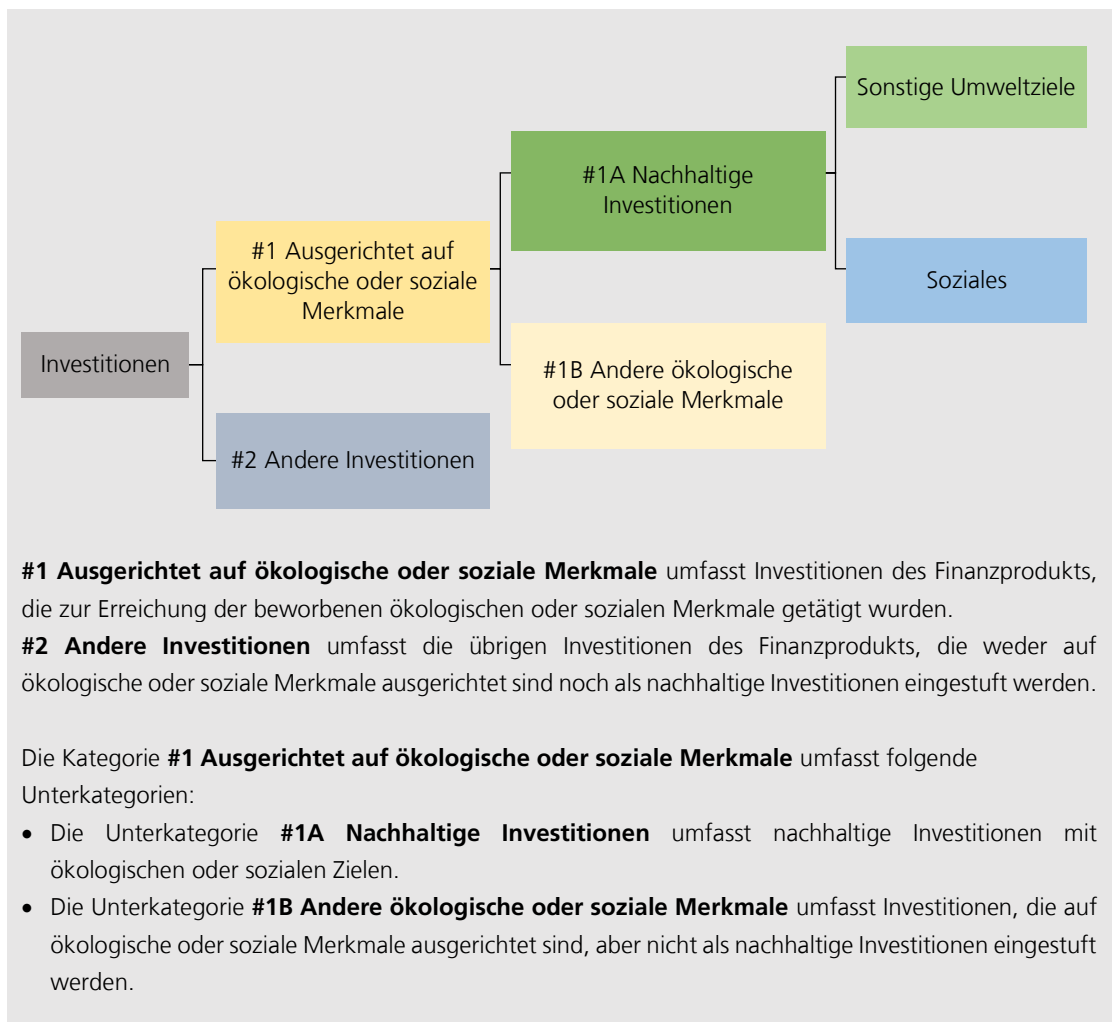 Sonstige Umweltziele
#1A Nachhaltige
Investitionen
#1 Ausgerichtet auf
ökologische oder soziale
Merkmale
Soziales
Investitionen
#1B Andere ökologische
oder soziale Merkmale
#2 Andere Investitionen
#1 Ausgerichtet auf ökologische oder soziale Merkmale umfasst Investitionen des Finanzprodukts,
die zur Erreichung der beworbenen ökologischen oder sozialen Merkmale getätigt wurden.
#2 Andere Investitionen umfasst die übrigen Investitionen des Finanzprodukts, die weder auf
ökologische oder soziale Merkmale ausgerichtet sind noch als nachhaltige Investitionen eingestuft werden.
Die Kategorie #1 Ausgerichtet auf ökologische oder soziale Merkmale umfasst folgende
Unterkategorien:
• Die Unterkategorie #1A Nachhaltige Investitionen umfasst nachhaltige Investitionen mit
ökologischen oder sozialen Zielen.
• Die Unterkategorie #1B Andere ökologische oder soziale Merkmale umfasst Investitionen, die auf
ökologische oder soziale Merkmale ausgerichtet sind, aber nicht als nachhaltige Investitionen eingestuft
werden.